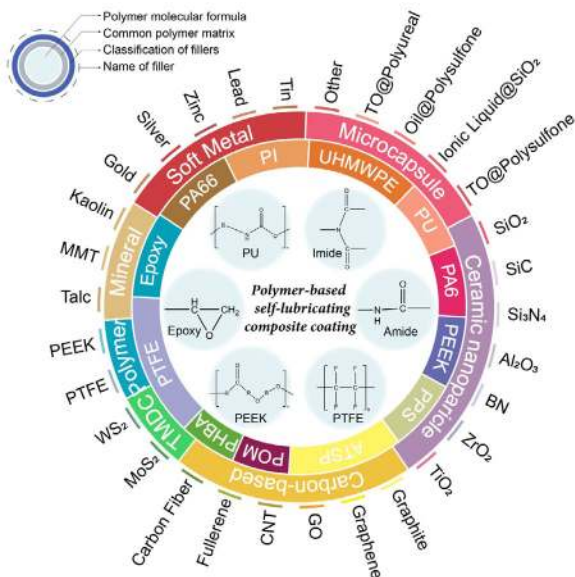 Polymer molecular formula
Common polymer matrix
Classification of fillers
Name of filler
Gold
Silver
Zinc
Lead
Tin
Other
TO@Polyureal
Oil@Polysulfone
Ionic Liquid@SiO₂
TO@Polysulfone
SiO₂
SiC
Si₃N₄
Al₂O₃
BN
ZrO₂
TiO₂
Graphite
Graphene
GO
CNT
Fullerene
Carbon Fiber
MoS₂
WS₂
PTFE
PEEK
Talc
MMT
Kaolin
Soft Metal
Microcapsule
Ceramic nanoparicle
Carbon-based
TMDC
Polymer
Mineral
Epoxy
PA66
PI
UHMWPE
PU
PA6
PEEK
PPS
ATSP
POM
PHBA
PTFE
PU
Imide
Polymer-based
self-lubricating
composite coating
Epoxy
Amide
PEEK
PTFE